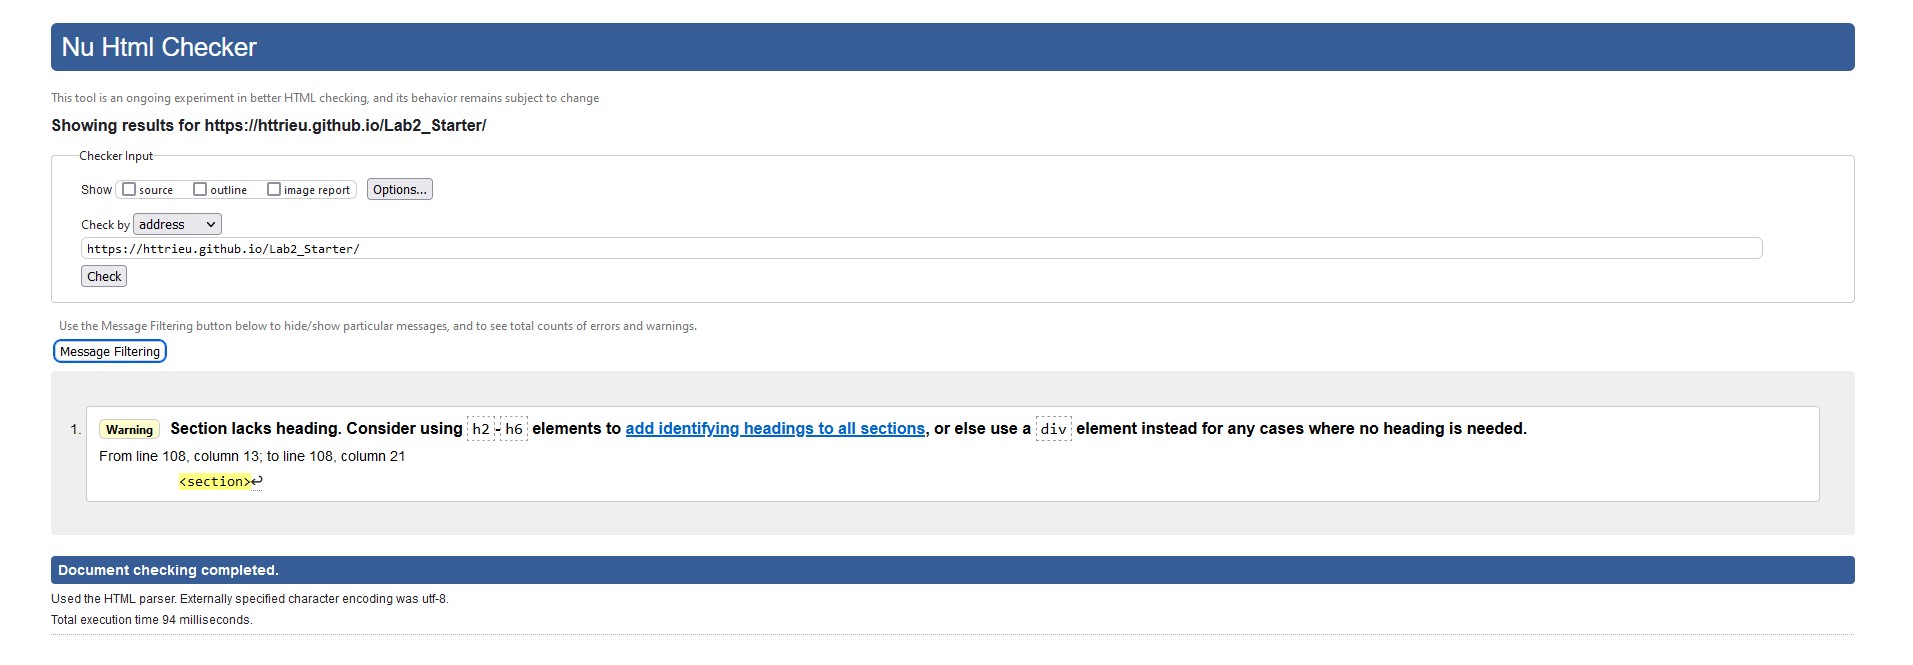 Nu Html Checker
This tool is an ongoing experiment in better HTML checking, and its behavior remains subject to change
Showing results for https://httrieu.github.io/Lab2_Starter/
Checker Input
Show source outline image report Options...
Check by address
https://httrieu.github.io/Lab2_Starter/
Check
Use the Message Filtering button below to hide/show particular messages, and to see total counts of errors and warnings.
Message Filtering
1. Warning Section lacks heading. Consider using h2-h6 elements to add identifying headings to all sections, or else use a div element instead for any cases where no heading is needed.
From line 108, column 13; to line 108, column 21
<section>↩
Document checking completed.
Used the HTML parser. Externally specified character encoding was utf-8.
Total execution time 94 milliseconds.